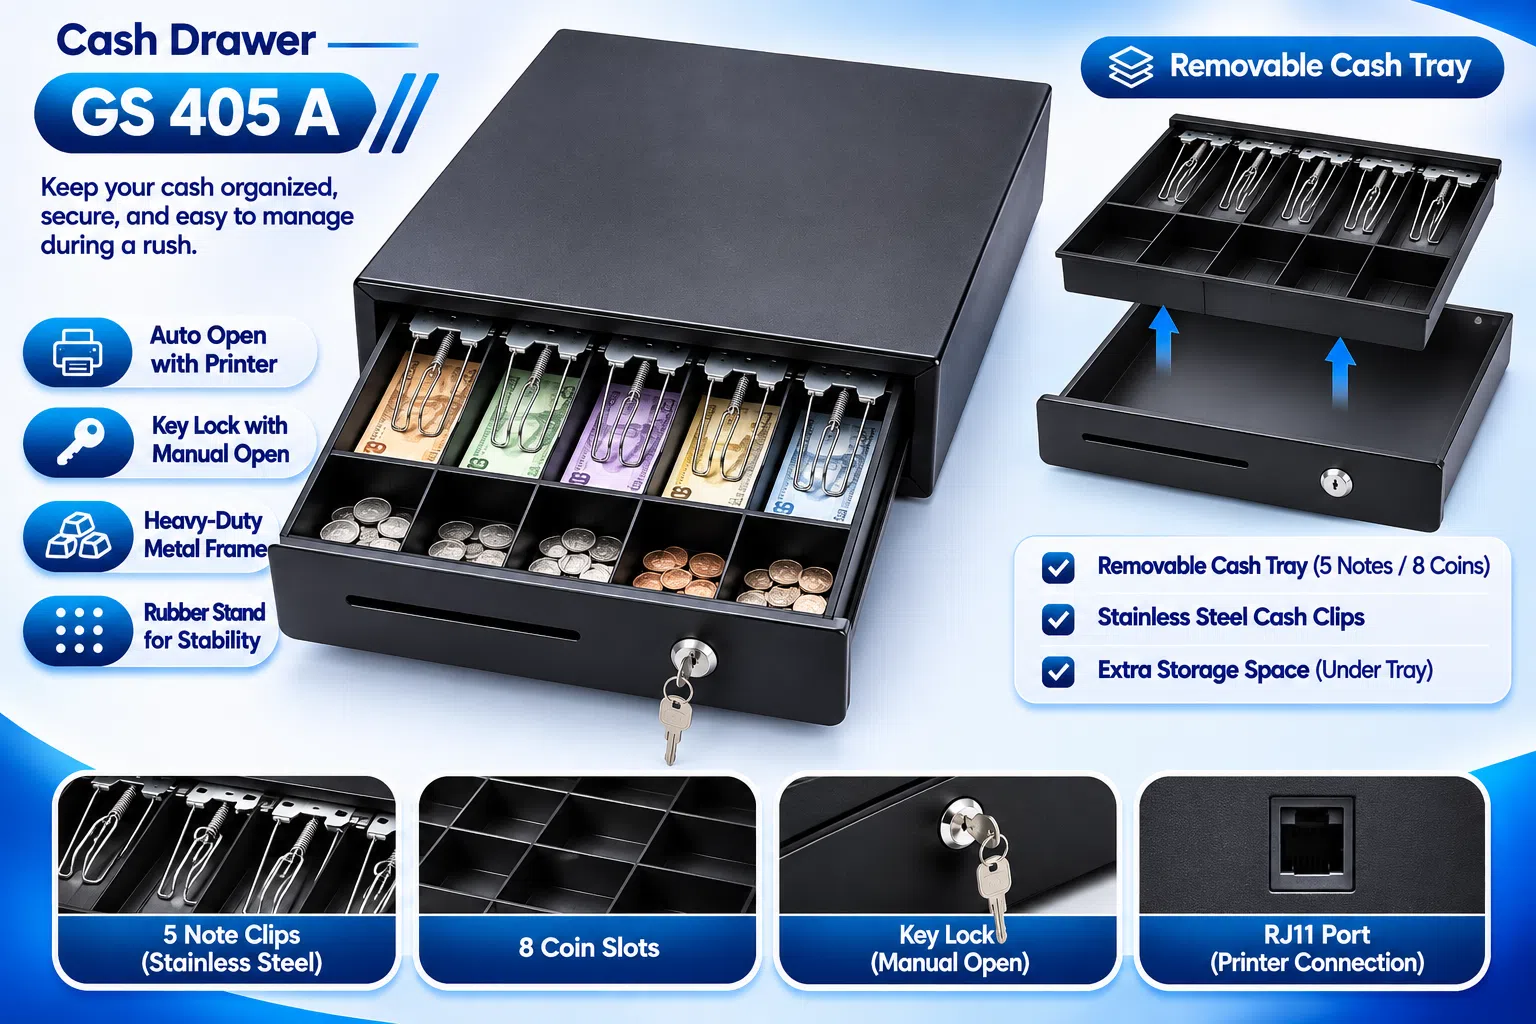 Cash Drawer
GS 405 A
Keep your cash organized,
secure, and easy to manage
during a rush.
Auto Open
with Printer
Key Lock with
Manual Open
Heavy-Duty
Metal Frame
Rubber Stand
for Stability
Removable Cash Tray
Removable Cash Tray (5 Notes / 8 Coins)
Stainless Steel Cash Clips
Extra Storage Space (Under Tray)
5 Note Clips
(Stainless Steel)
8 Coin Slots
Key Lock
(Manual Open)
RJ11 Port
(Printer Connection)